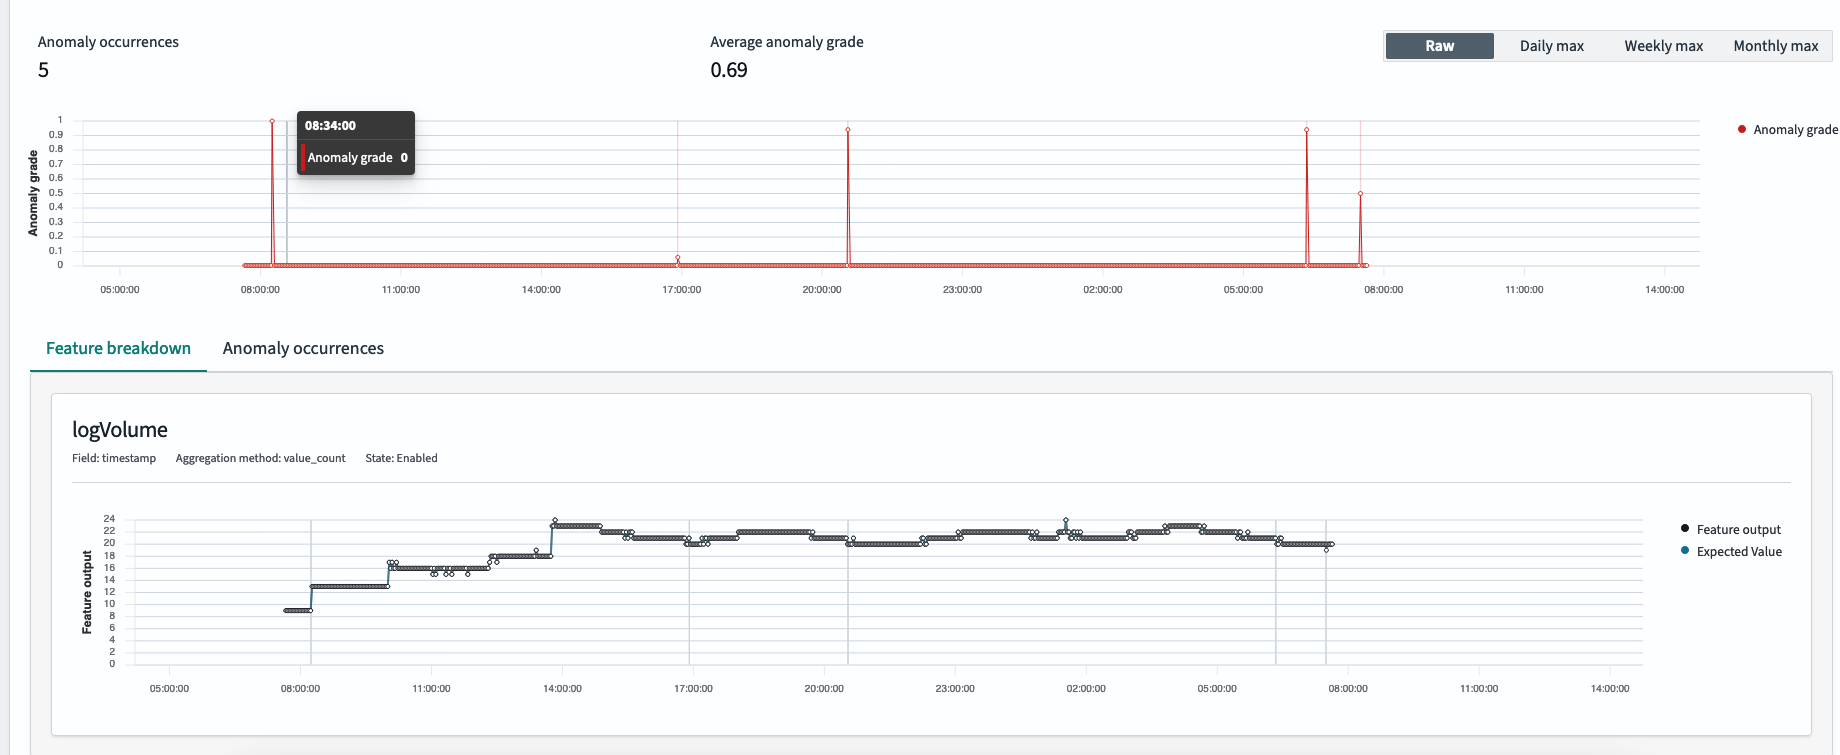 Anomaly occurrences
5
Average anomaly grade
0.69
Raw Daily max Weekly max Monthly max
08:34:00
Anomaly grade 0
Anomaly grade
Anomaly grade
1
0.9
0.8
0.7
0.6
0.5
0.4
0.3
0.2
0.1
0
05:00:00 08:00:00 11:00:00 14:00:00 17:00:00 20:00:00 23:00:00 02:00:00 05:00:00 08:00:00 11:00:00 14:00:00
Feature breakdown Anomaly occurrences
logVolume
Field: timestamp Aggregation method: value_count State: Enabled
Feature output
24
22
20
18
16
14
12
10
8
6
4
2
0
Feature output
Expected Value
05:00:00 08:00:00 11:00:00 14:00:00 17:00:00 20:00:00 23:00:00 02:00:00 05:00:00 08:00:00 11:00:00 14:00:00